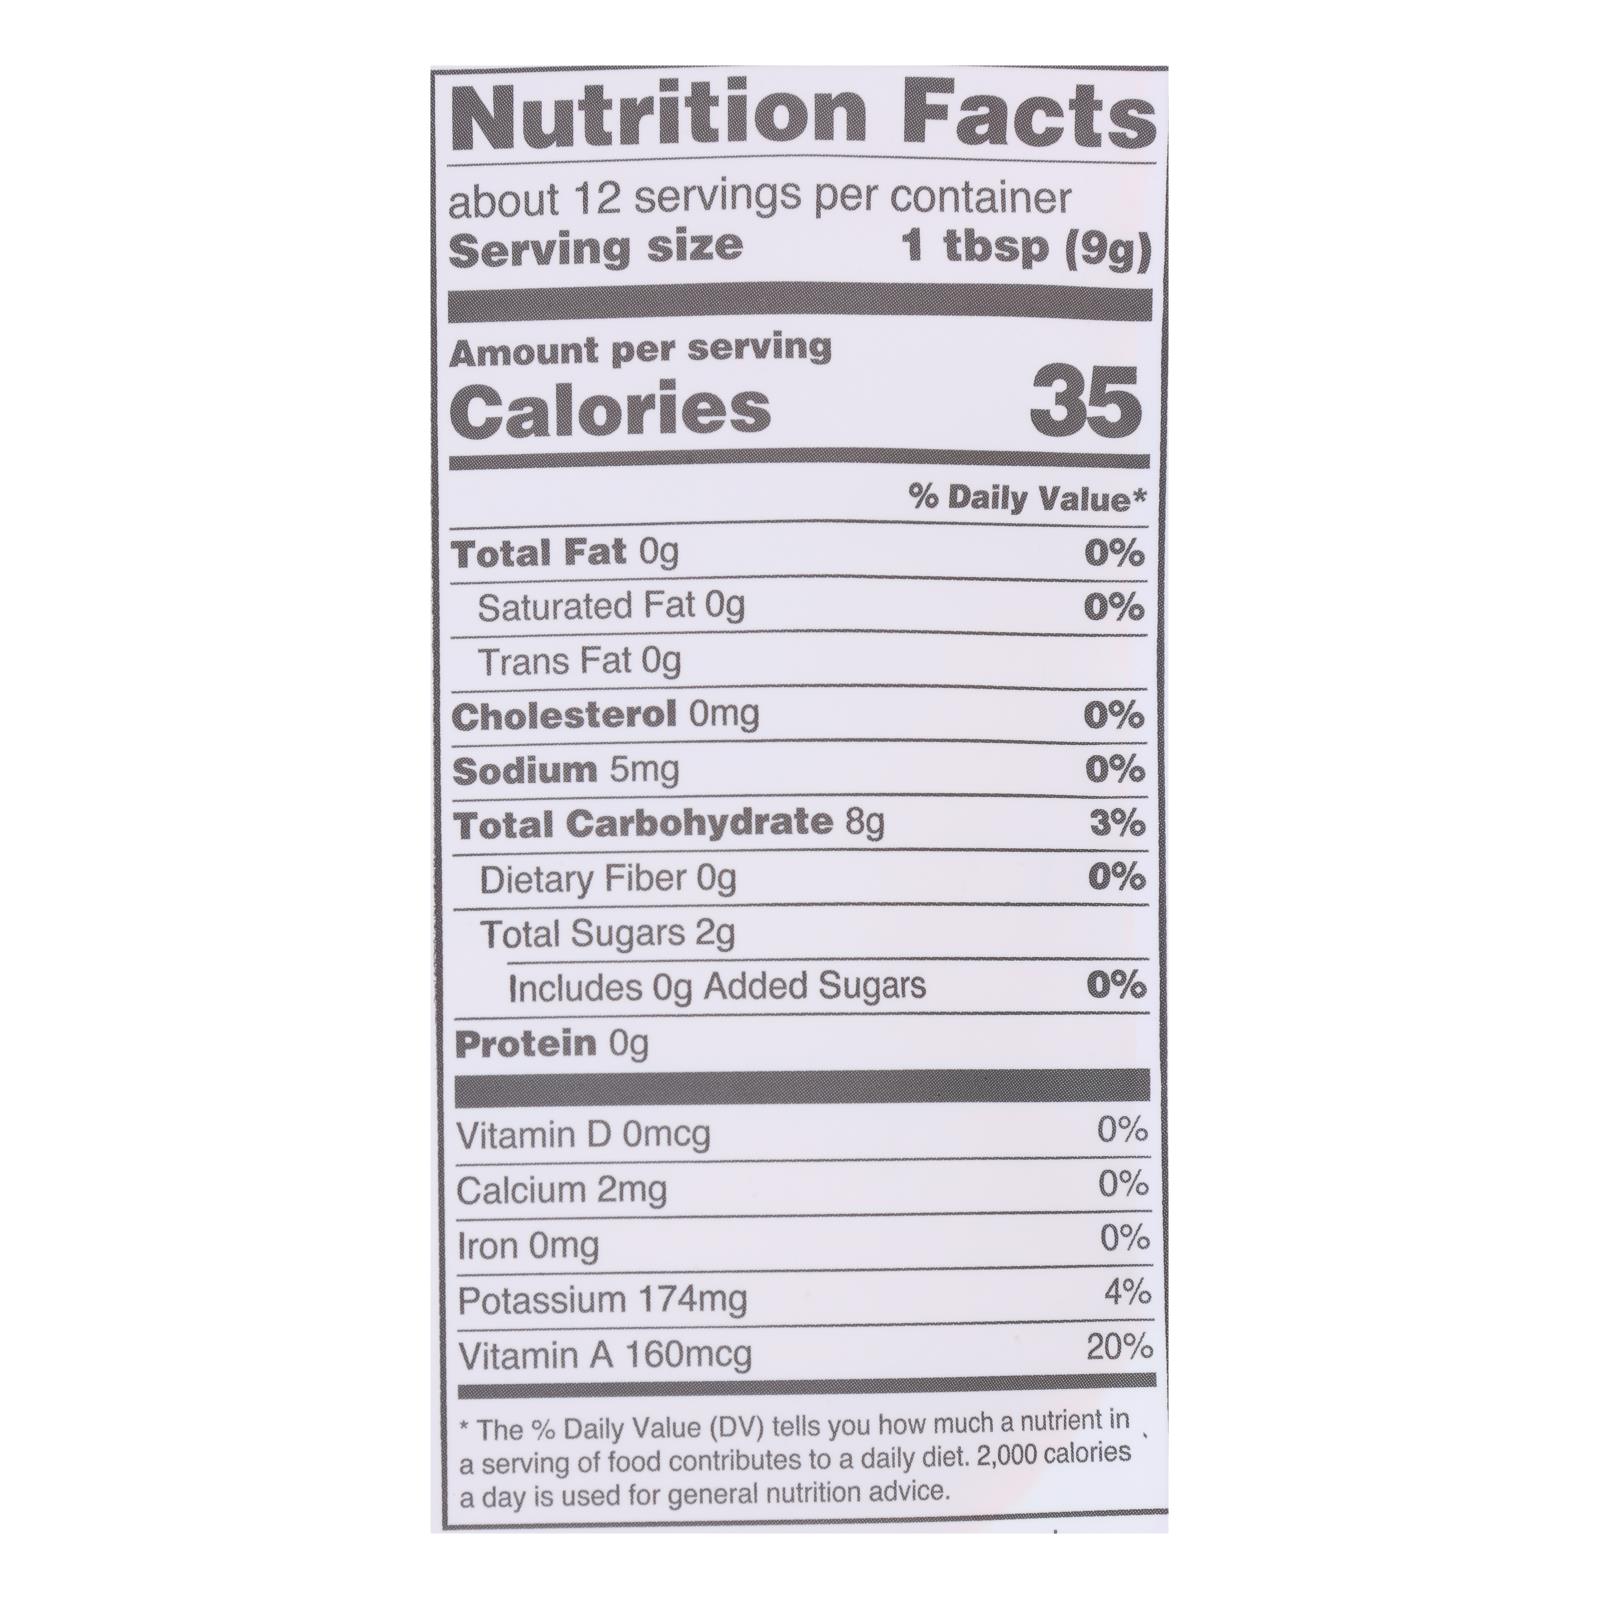 Nutrition Facts
about 12 servings per container
Serving size 1 tbsp (9g)
Amount per serving
Calories 35
% Daily Value*
Total Fat 0g 0%
Saturated Fat 0g 0%
Trans Fat 0g
Cholesterol 0mg 0%
Sodium 5mg 0%
Total Carbohydrate 8g 3%
Dietary Fiber 0g 0%
Total Sugars 2g
Includes 0g Added Sugars 0%
Protein 0g
Vitamin D 0mcg 0%
Calcium 2mg 0%
Iron 0mg 0%
Potassium 174mg 4%
Vitamin A 160mcg 20%
* The % Daily Value (DV) tells you how much a nutrient in
a serving of food contributes to a daily diet. 2,000 calories
a day is used for general nutrition advice.